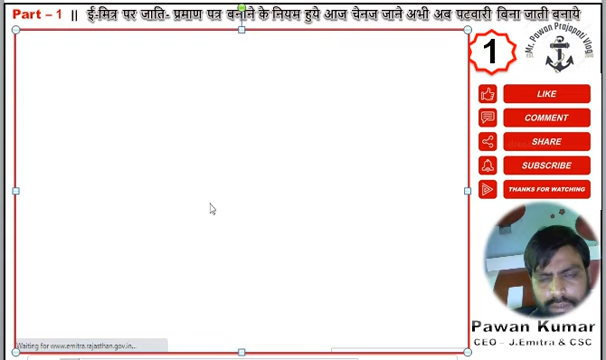 Part – 1 || ई-मित्र पर जाति- प्रमाण पत्र बनाने के नियम हुये आज चेनज जाने अभी अब पटवारी बिना जाती बनाये
1
Mr. Pawan Prajapati Vlog
LIKE
COMMENT
SHARE
SUBSCRIBE
THANKS FOR WATCHING
Pawan Kumar
CEO – J.Emitra & CSC
Waiting for www.emitra.rajasthan.gov.in...